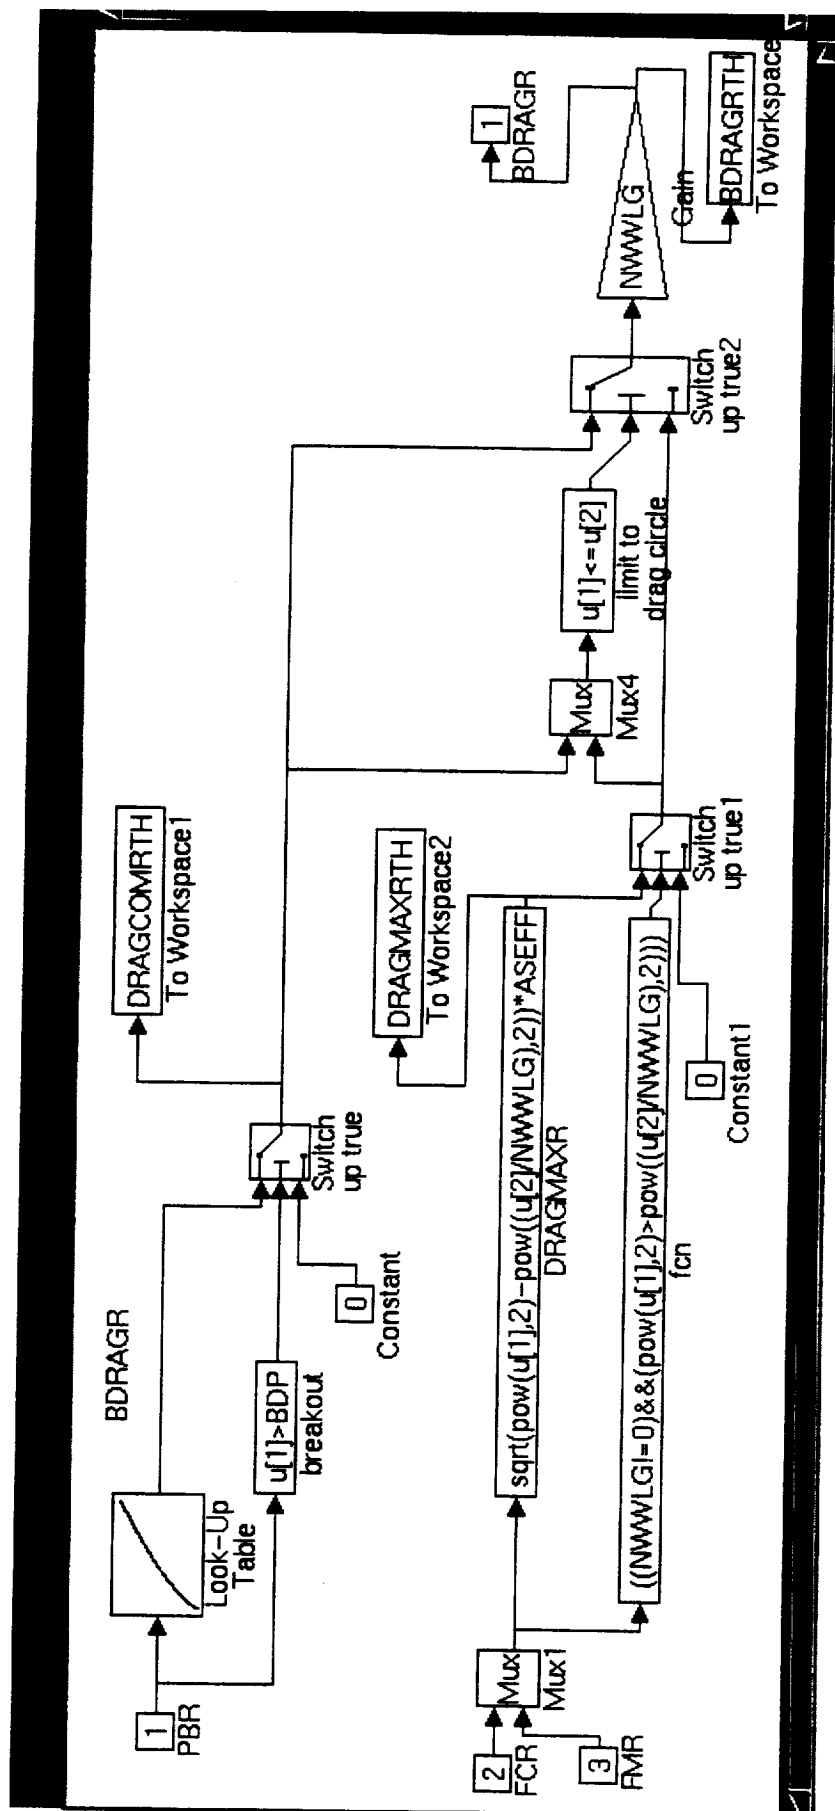 1
PBR
Look-Up
Table
BDRAGR
u[1]>BDP
breakout
0
Constant
Switch
up true
DRAGCOMRTH
To Workspace1
2
FCR
3
FMR
Mux
Mux1
sqrt(pow(u[1],2)-pow((u[2]/NWWLG),2))*ASEFF
DRAGMAXR
((NWWLG!=0)&&(pow(u[1],2)>pow((u[2]/NWWLG),2)))
fcn
DRAGMAXRTH
To Workspace2
0
Constant1
Switch
up true1
Mux
Mux4
u[1]<=u[2]
limit to
drag circle
Switch
up true2
NWWLG
Gain
1
BDRAGR
BDRAGRTH
To Workspace